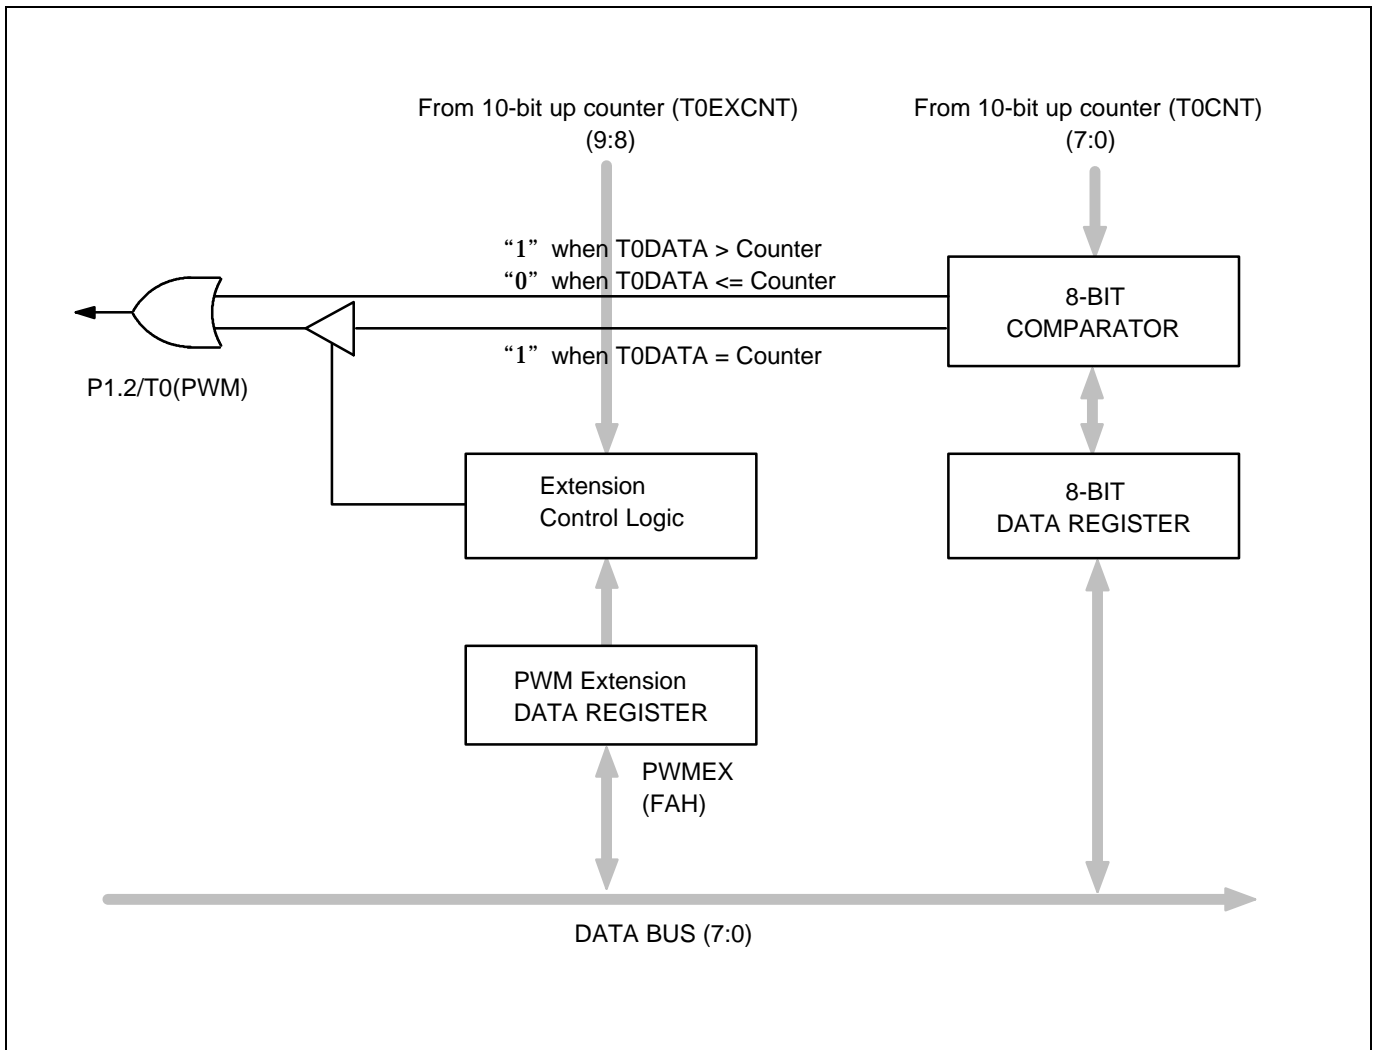 From 10-bit up counter (T0EXCNT)
(9:8)
From 10-bit up counter (T0CNT)
(7:0)
“1” when T0DATA > Counter
“0” when T0DATA <= Counter
8-BIT
COMPARATOR
“1” when T0DATA = Counter
P1.2/T0(PWM)
Extension
Control Logic
8-BIT
DATA REGISTER
PWM Extension
DATA REGISTER
PWMEX
(FAH)
DATA BUS (7:0)